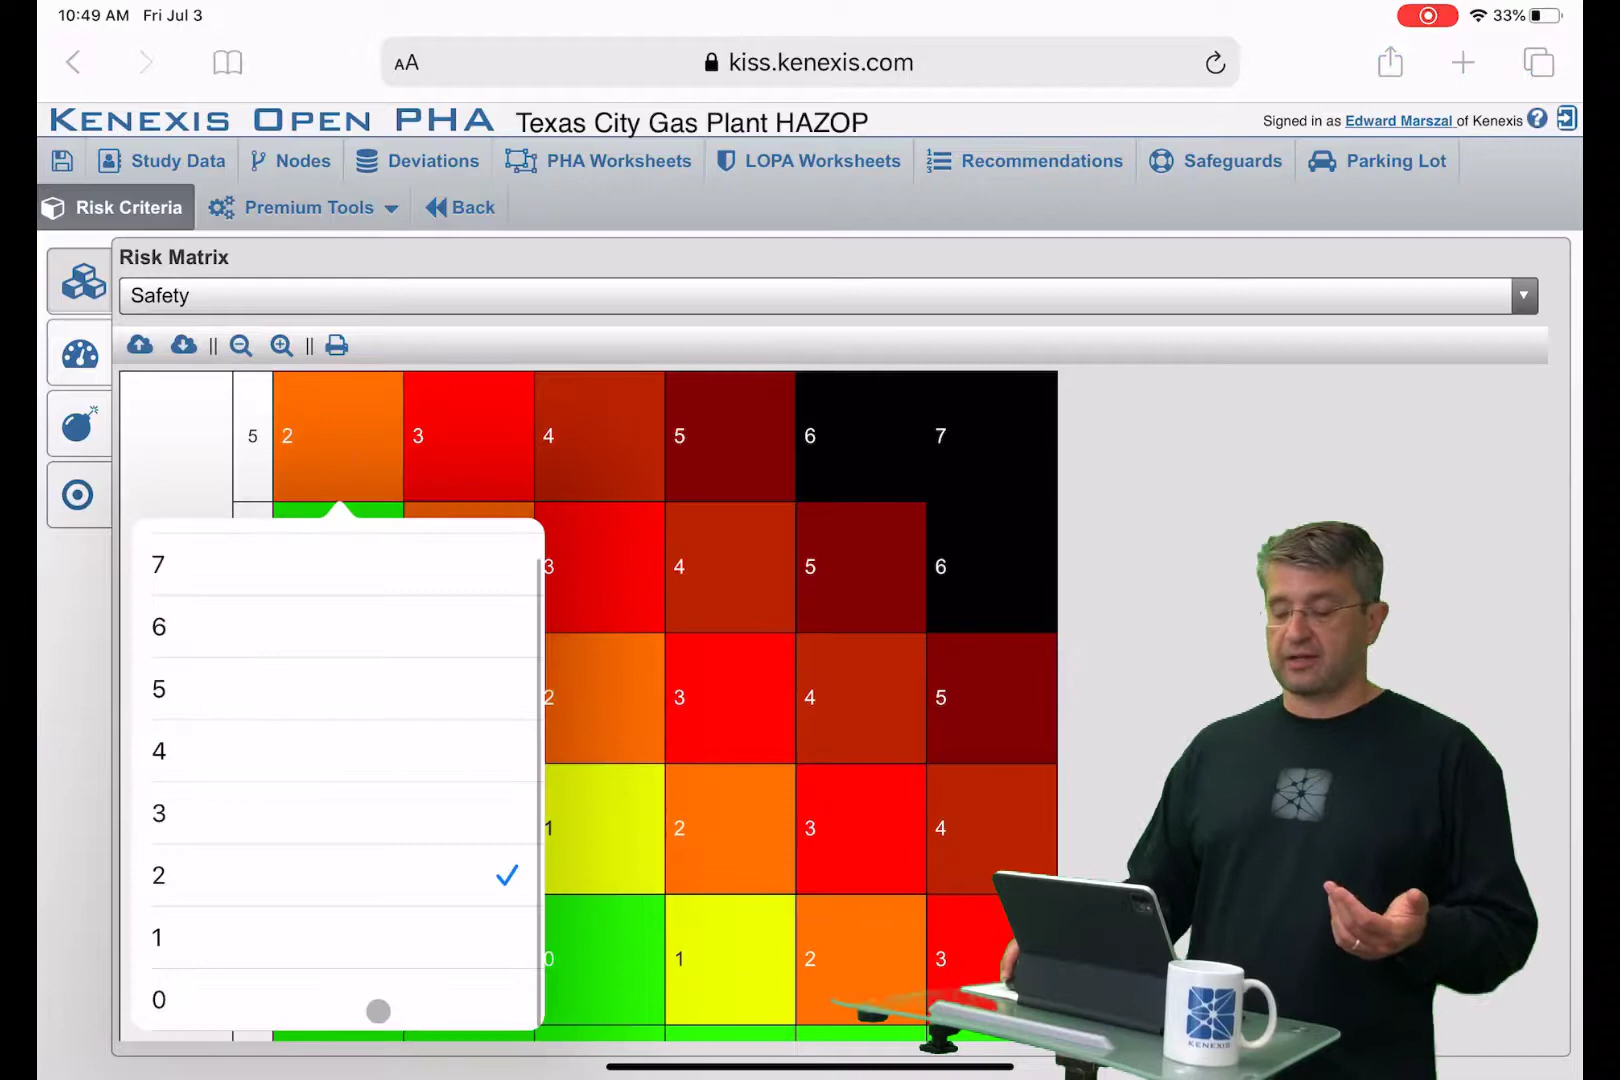 10:49 AM Fri Jul 3
33%
AA kiss.kenexis.com
KENEXIS OPEN PHA Texas City Gas Plant HAZOP
Signed in as Edward Marszal of Kenexis ?
Study Data Nodes Deviations PHA Worksheets LOPA Worksheets Recommendations Safeguards Parking Lot
Risk Criteria Premium Tools Back
Risk Matrix
Safety
5 2 3 4 5 6 7
3 4 5 6
2 3 4 5
1 2 3 4
0 1 2 3
7
6
5
4
3
2
1
0
KENEXIS